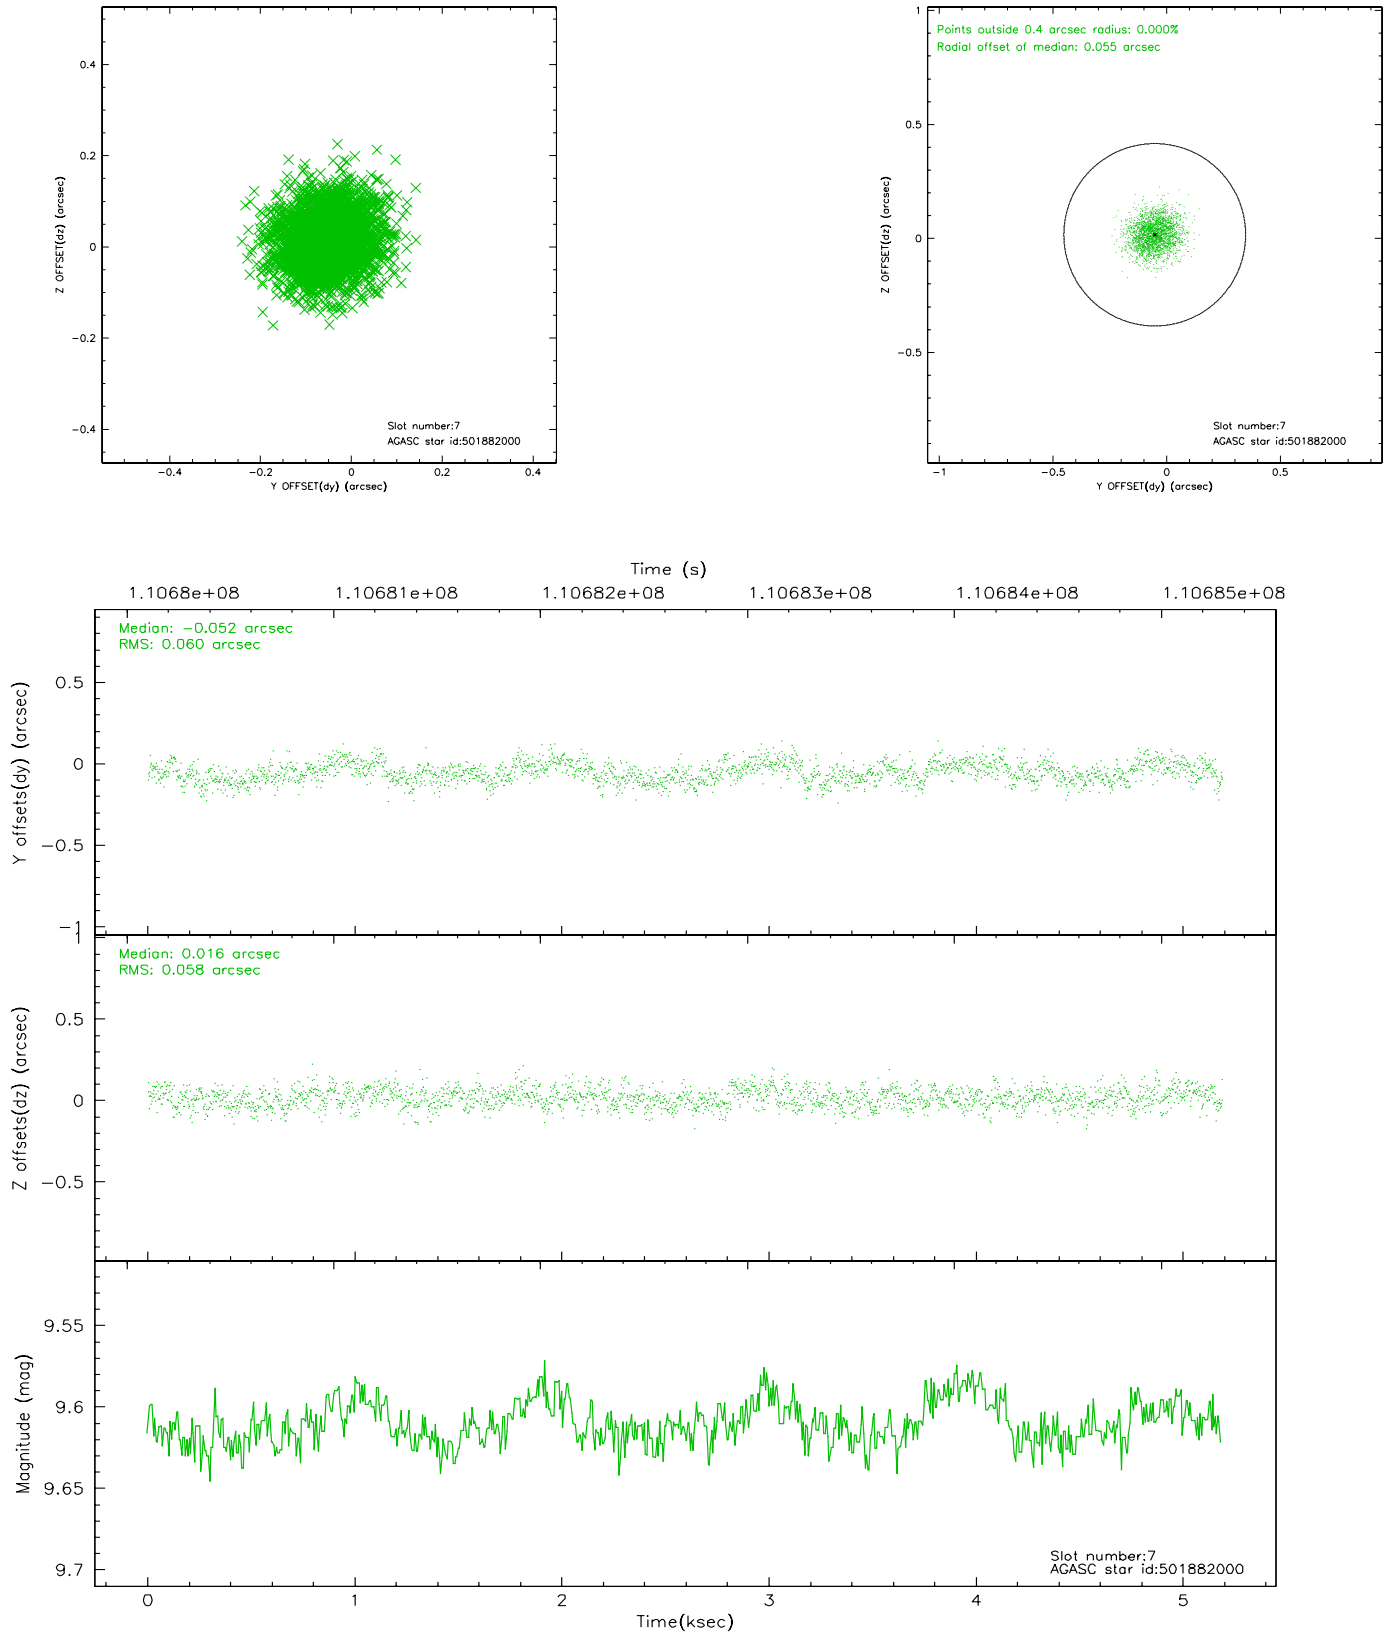 0.4
0.2
0
-0.2
-0.4
Z OFFSET(dz) (arcsec)
Slot number:7
AGASC star id:501882000
-0.4 -0.2 0 0.2 0.4
Y OFFSET(dy) (arcsec)
Points outside 0.4 arcsec radius: 0.000%
Radial offset of median: 0.055 arcsec
1
0.5
0
-0.5
Z OFFSET(dz) (arcsec)
Slot number:7
AGASC star id:501882000
-1 -0.5 0 0.5
Y OFFSET(dy) (arcsec)
Time (s)
1.1068e+08 1.10681e+08 1.10682e+08 1.10683e+08 1.10684e+08 1.10685e+08
Median: -0.052 arcsec
RMS: 0.060 arcsec
0.5
0
-0.5
-1
Y offsets(dy) (arcsec)
Median: 0.016 arcsec
RMS: 0.058 arcsec
1
0.5
0
-0.5
Z offsets(dz) (arcsec)
9.55
9.6
9.65
9.7
Magnitude (mag)
Slot number:7
AGASC star id:501882000
0 1 2 3 4 5
Time(ksec)